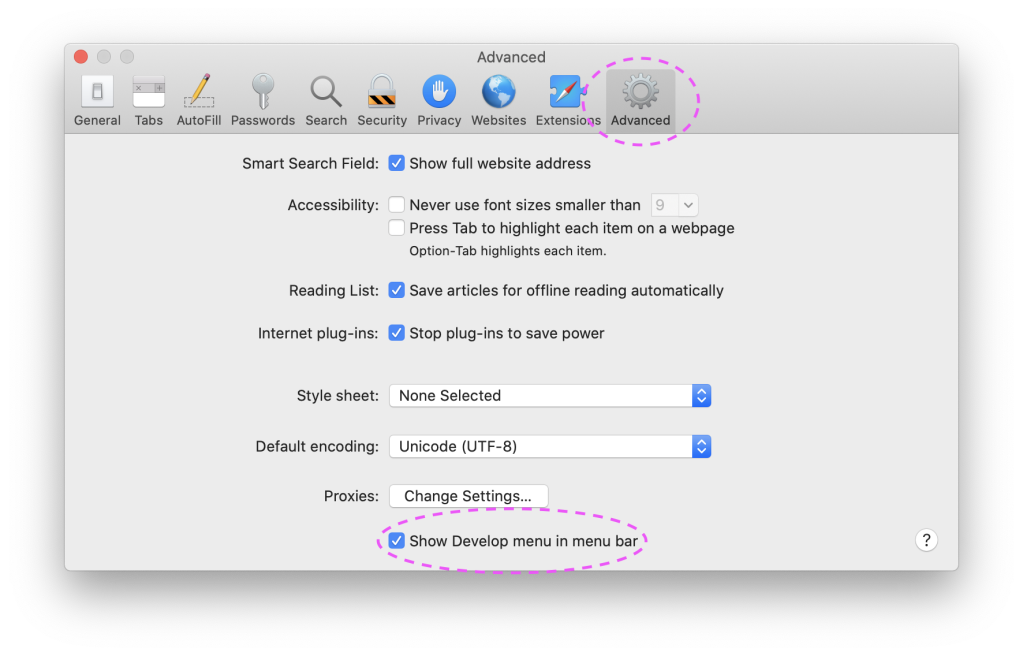 Advanced
General Tabs AutoFill Passwords Search Security Privacy Websites Extensions Advanced
Smart Search Field: Show full website address
Accessibility: Never use font sizes smaller than 9
Press Tab to highlight each item on a webpage
Option-Tab highlights each item.
Reading List: Save articles for offline reading automatically
Internet plug-ins: Stop plug-ins to save power
Style sheet: None Selected
Default encoding: Unicode (UTF-8)
Proxies: Change Settings...
Show Develop menu in menu bar ?